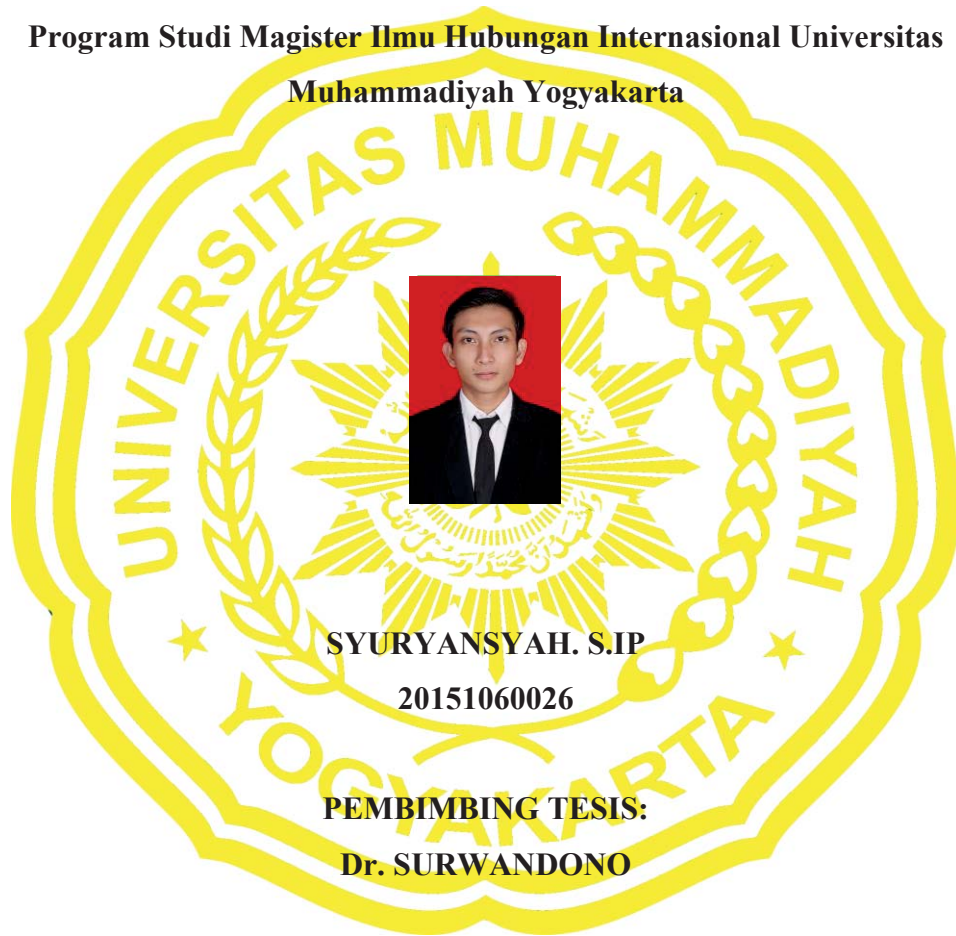 Program Studi Magister Ilmu Hubungan Internasional Universitas
Muhammadiyah Yogyakarta
UNIVERSITAS MUHAMMADIYAH
SYURYANSYAH. S.IP
20151060026
YOGYAKARTA
PEMBIMBING TESIS:
Dr. SURWANDONO